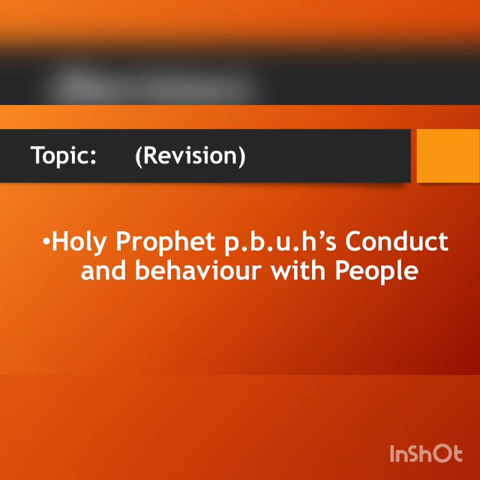 Topic: (Revision)
•Holy Prophet p.b.u.h’s Conduct
and behaviour with People
InShOt